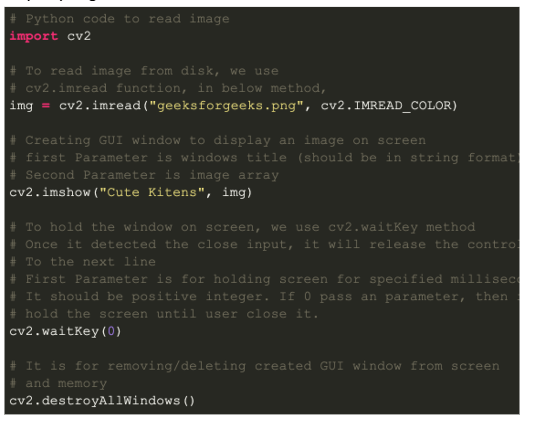 # Python code to read image
import cv2
# To read image from disk, we use
# cv2.imread function, in below method,
img = cv2.imread("geeksforgeeks.png", cv2.IMREAD_COLOR)
# Creating GUI window to display an image on screen
# first Parameter is windows title (should be in string format)
# Second Parameter is image array
cv2.imshow("Cute Kitens", img)
# To hold the window on screen, we use cv2.waitKey method
# Once it detected the close input, it will release the
# To the next line
# First Parameter is for holding screen for specified
# It should be positive integer. If 0 pass an parameter, then
# hold the screen until user close it.
cv2.waitKey(0)
# It is for removing/deleting created GUI window from screen
# and memory
cv2.destroyAllWindows()